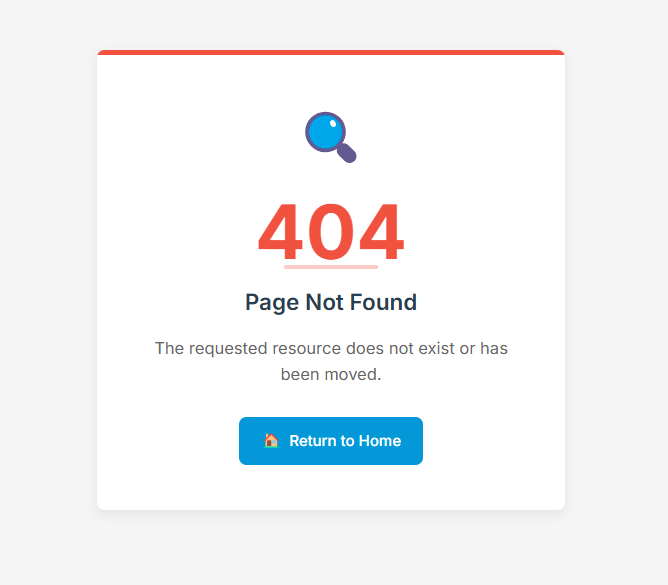 404
Page Not Found
The requested resource does not exist or has
been moved.
Return to Home